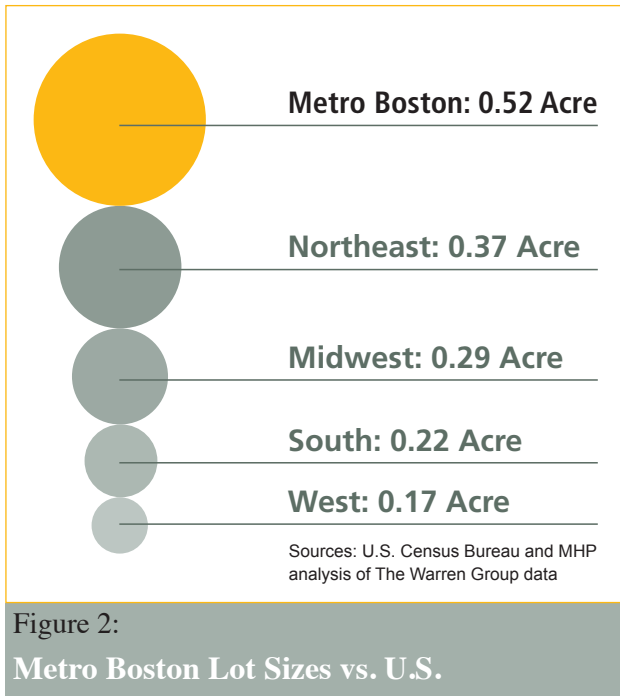 Metro Boston: 0.52 Acre
Northeast: 0.37 Acre
Midwest: 0.29 Acre
South: 0.22 Acre
West: 0.17 Acre
Sources: U.S. Census Bureau and MHP
analysis of The Warren Group data
Figure 2:
Metro Boston Lot Sizes vs. U.S.